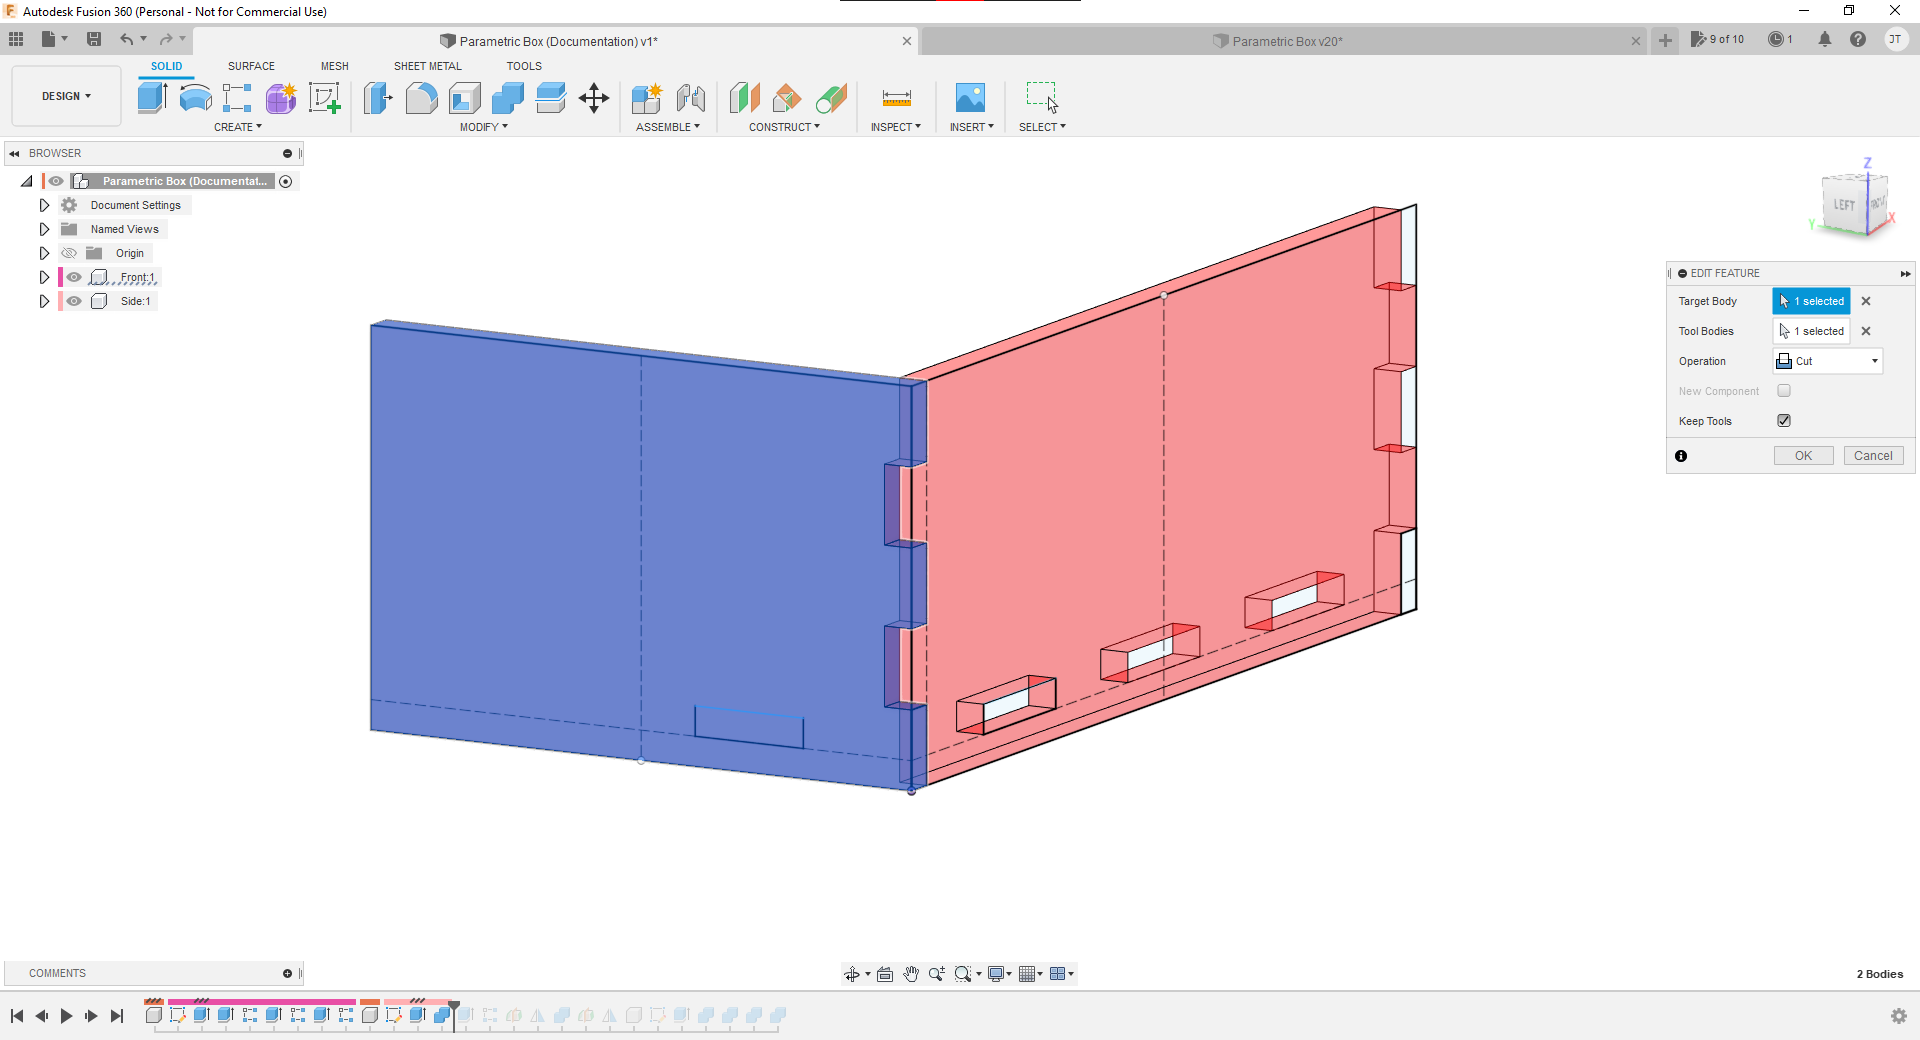 Autodesk Fusion 360 (Personal - Not for Commercial Use)
Parametric Box (Documentation) v1*
Parametric Box v20*
9 of 10
1
JT
DESIGN
SOLID
SURFACE
MESH
SHEET METAL
TOOLS
CREATE
MODIFY
ASSEMBLE
CONSTRUCT
INSPECT
INSERT
SELECT
BROWSER
Parametric Box (Documentat...
Document Settings
Named Views
Origin
Front:1
Side:1
Z
LEFT
Y
X
EDIT FEATURE
Target Body
1 selected
Tool Bodies
1 selected
Operation
Cut
New Component
Keep Tools
OK
Cancel
COMMENTS
2 Bodies